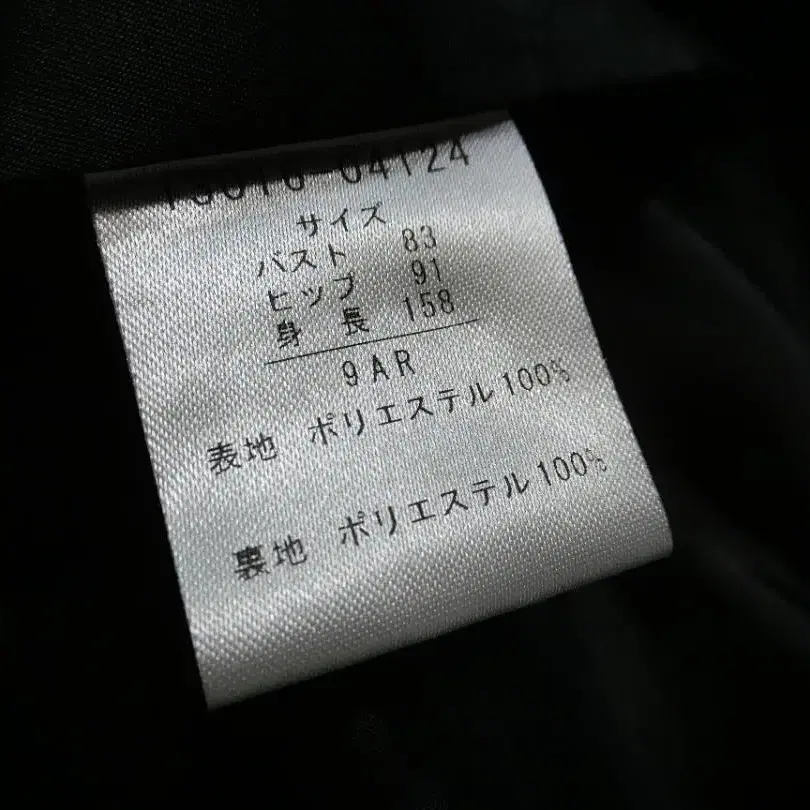 04124
サイズ
バスト 83
ヒップ 91
身長 158
9AR
表地 ポリエステル100%
裏地 ポリエステル100%